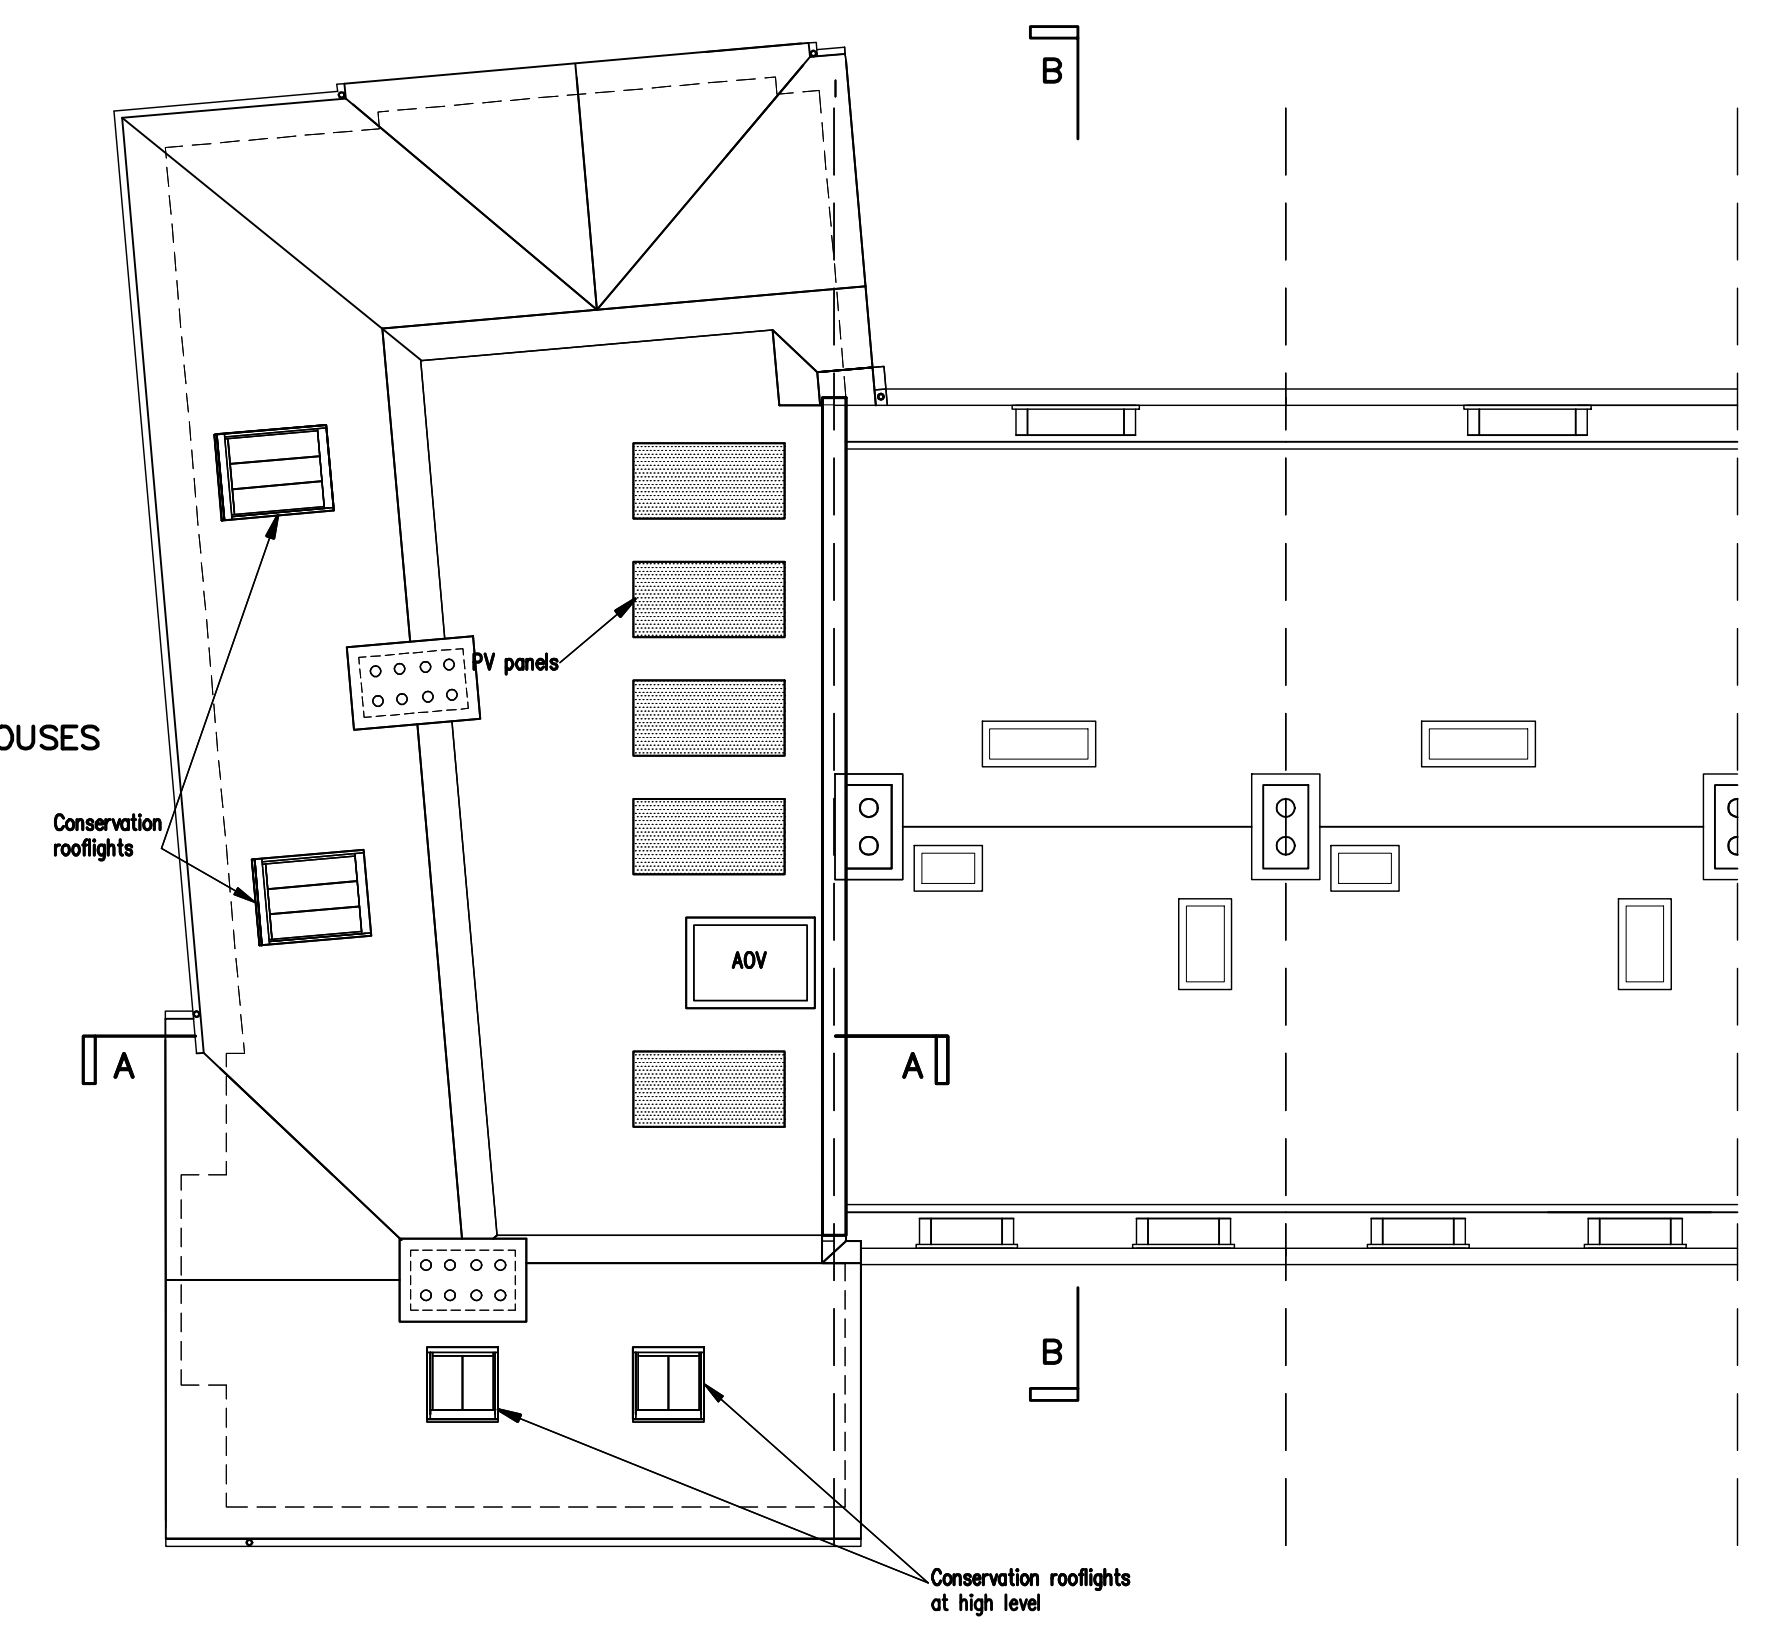 B
PV panels
OUSES
Conservation
rooflights
AOV
A
A
B
Conservation rooflights
at high level